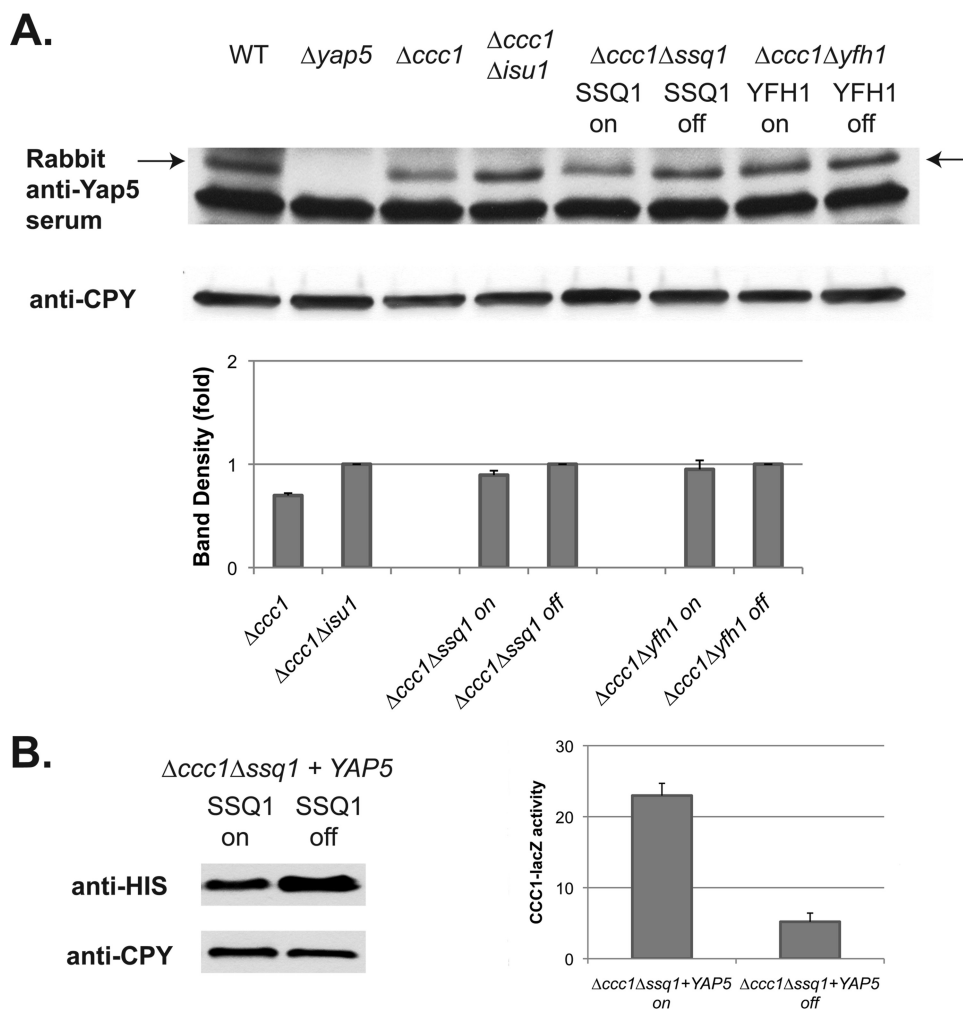 A.
WT Δyap5 Δccc1 Δccc1 Δisu1 Δccc1Δssq1 Δccc1Δyfh1
SSQ1 on SSQ1 off YFH1 on YFH1 off
Rabbit
anti-Yap5
serum
anti-CPY
Band Density (fold)
2
1
0
Δccc1
Δccc1Δisu1
Δccc1Δssq1 on
Δccc1Δssq1 off
Δccc1Δyfh1 on
Δccc1Δyfh1 off
B.
Δccc1Δssq1 + YAP5
SSQ1 SSQ1
on off
anti-HIS
anti-CPY
CCC1-lacZ activity
30
20
10
0
Δccc1Δssq1+YAP5 Δccc1Δssq1+YAP5
on off